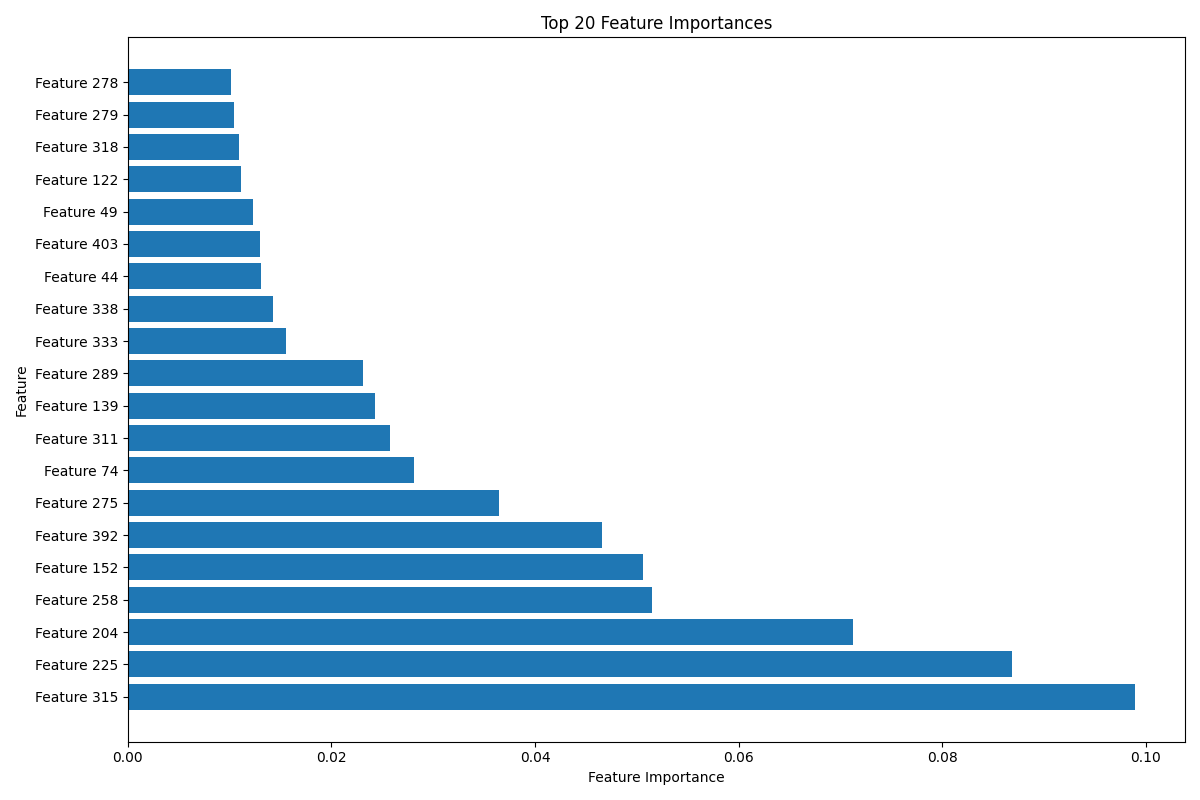 Top 20 Feature Importances
Feature 278
Feature 279
Feature 318
Feature 122
Feature 49
Feature 403
Feature 44
Feature 338
Feature 333
Feature 289
Feature 139
Feature 311
Feature 74
Feature 275
Feature 392
Feature 152
Feature 258
Feature 204
Feature 225
Feature 315
Feature
0.00 0.02 0.04 0.06 0.08 0.10
Feature Importance